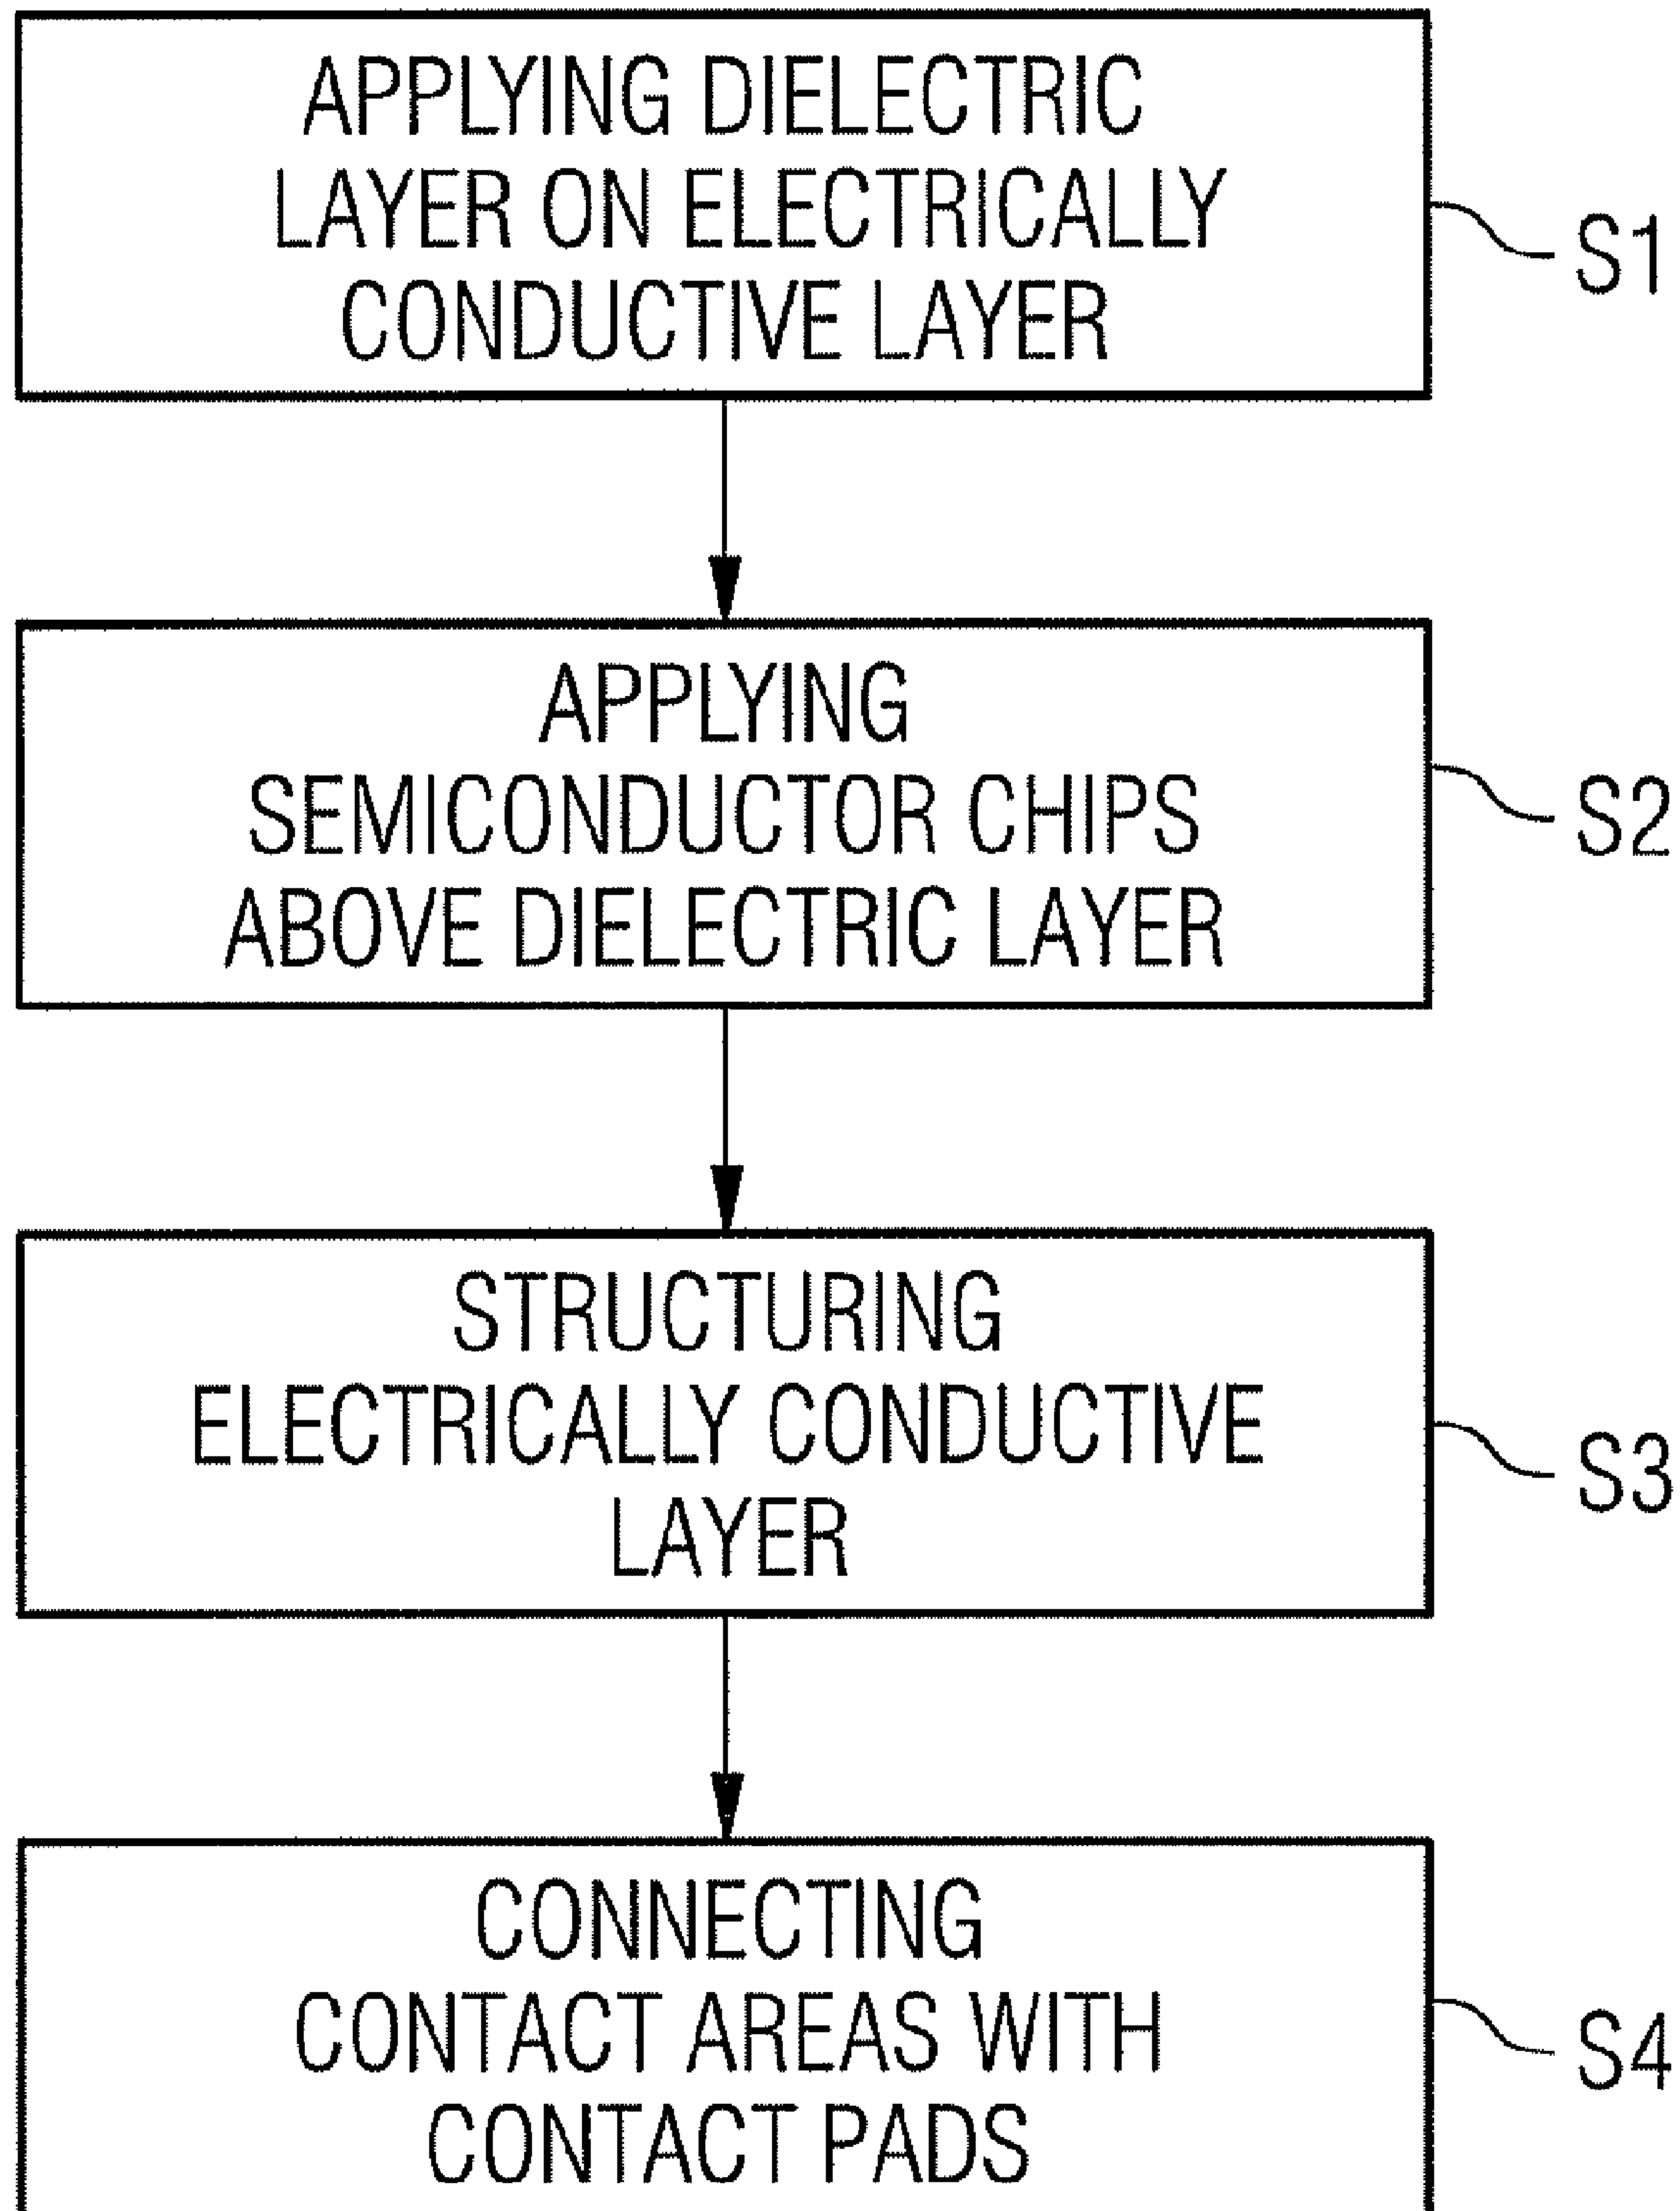 APPLYING DIELECTRIC
LAYER ON ELECTRICALLY
CONDUCTIVE LAYER
S1
APPLYING
SEMICONDUCTOR CHIPS
ABOVE DIELECTRIC LAYER
S2
STRUCTURING
ELECTRICALLY CONDUCTIVE
LAYER
S3
CONNECTING
CONTACT AREAS WITH
CONTACT PADS
S4